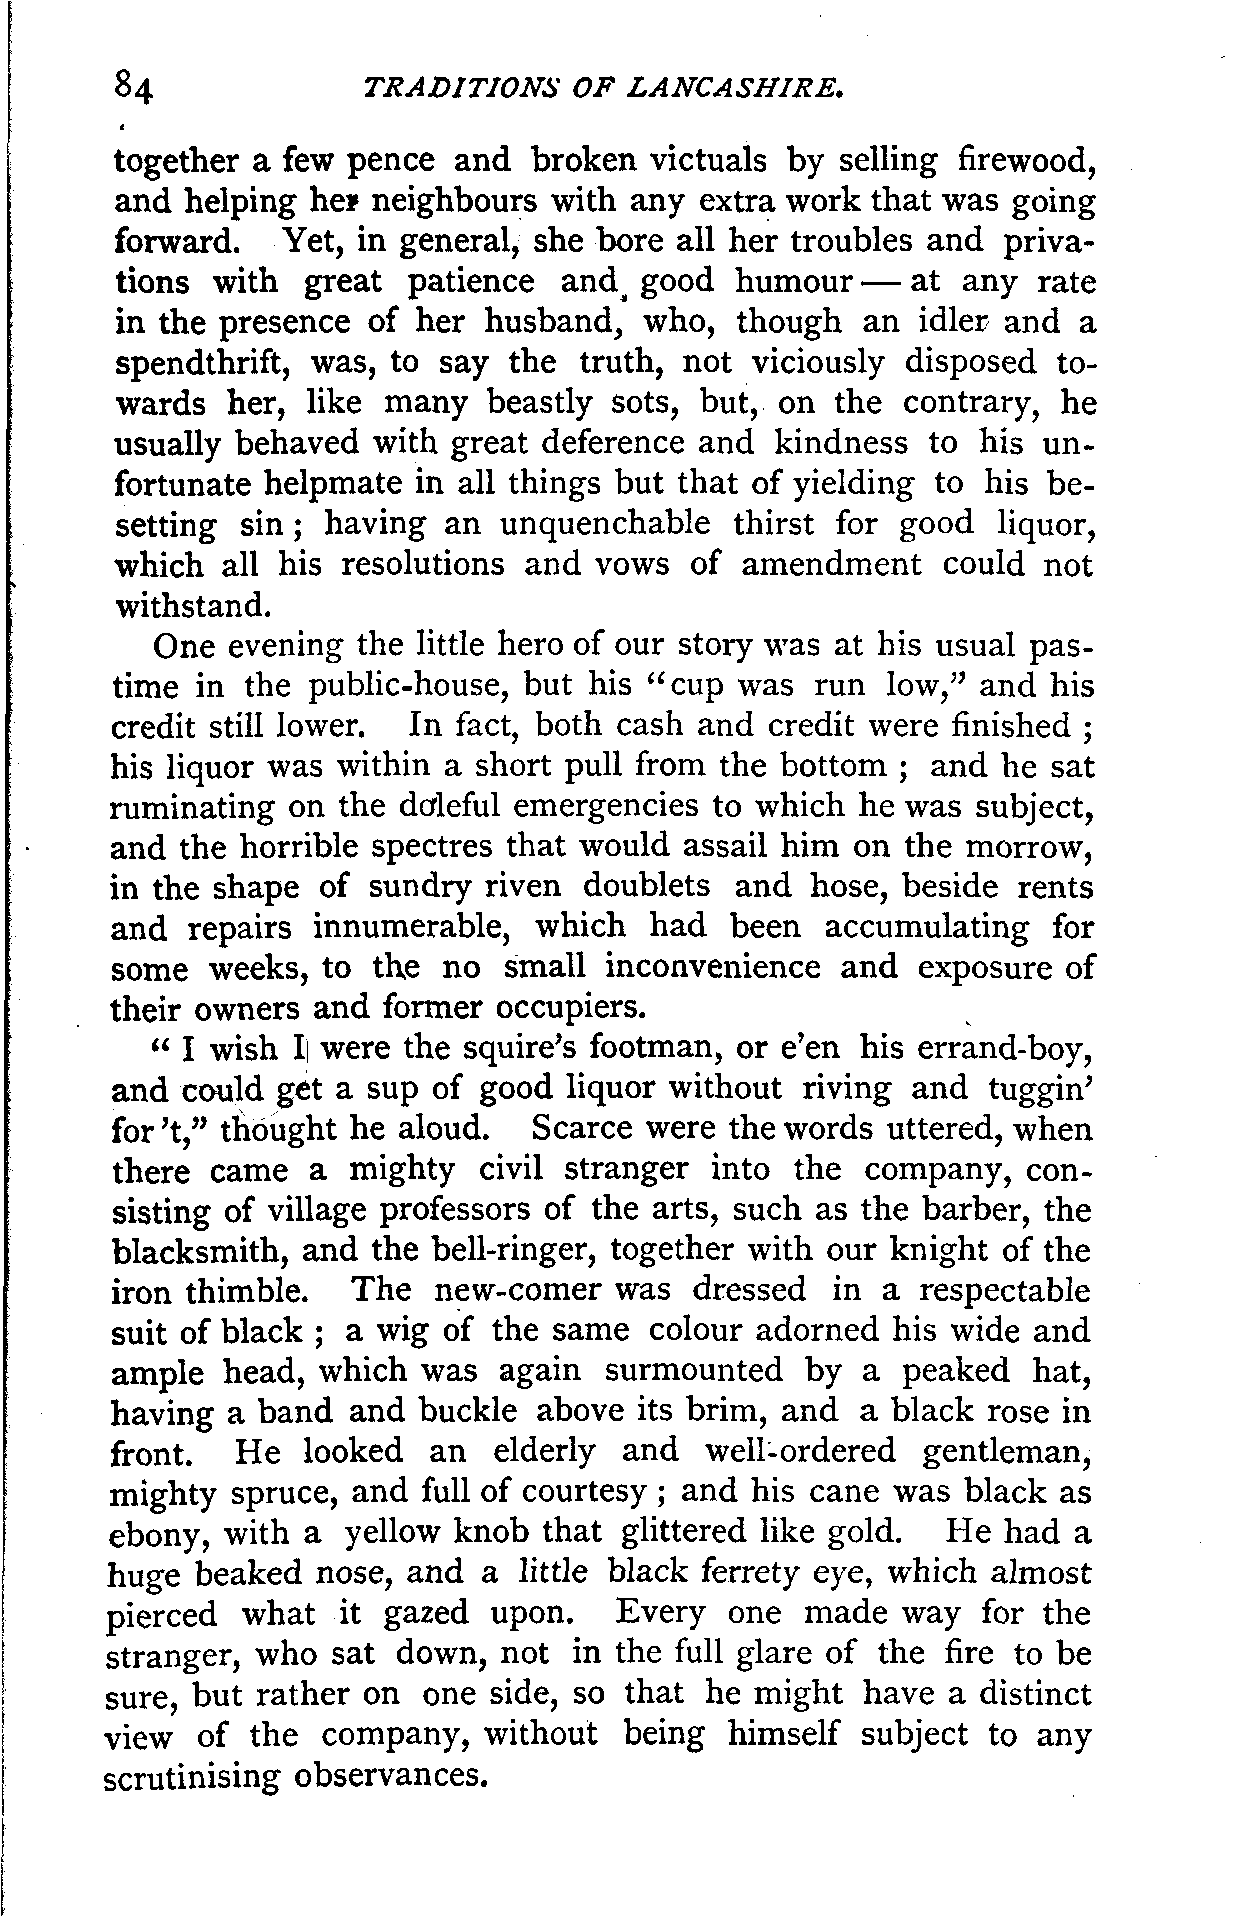 84 TRADITIONS OF LANCASHIRE.
together a few pence and broken victuals by selling firewood,
and helping her neighbours with any extra work that was going
forward. Yet, in general, she bore all her troubles and priva-
tions with great patience and good humour — at any rate
in the presence of her husband, who, though an idler and a
spendthrift, was, to say the truth, not viciously disposed to-
wards her, like many beastly sots, but, on the contrary, he
usually behaved with great deference and kindness to his un-
fortunate helpmate in all things but that of yielding to his be-
setting sin ; having an unquenchable thirst for good liquor,
which all his resolutions and vows of amendment could not
withstand.
One evening the little hero of our story was at his usual pas-
time in the public-house, but his "cup was run low," and his
credit still lower. In fact, both cash and credit were finished ;
his liquor was within a short pull from the bottom ; and he sat
ruminating on the doleful emergencies to which he was subject,
and the horrible spectres that would assail him on the morrow,
in the shape of sundry riven doublets and hose, beside rents
and repairs innumerable, which had been accumulating for
some weeks, to the no small inconvenience and exposure of
their owners and former occupiers.
" I wish I were the squire's footman, or e'en his errand-boy,
and could get a sup of good liquor without riving and tuggin'
for 't," thought he aloud. Scarce were the words uttered, when
there came a mighty civil stranger into the company, con-
sisting of village professors of the arts, such as the barber, the
blacksmith, and the bell-ringer, together with our knight of the
iron thimble. The new-comer was dressed in a respectable
suit of black ; a wig of the same colour adorned his wide and
ample head, which was again surmounted by a peaked hat,
having a band and buckle above its brim, and a black rose in
front. He looked an elderly and well-ordered gentleman,
mighty spruce, and full of courtesy ; and his cane was black as
ebony, with a yellow knob that glittered like gold. He had a
huge beaked nose, and a little black ferrety eye, which almost
pierced what it gazed upon. Every one made way for the
stranger, who sat down, not in the full glare of the fire to be
sure, but rather on one side, so that he might have a distinct
view of the company, without being himself subject to any
scrutinising observances.